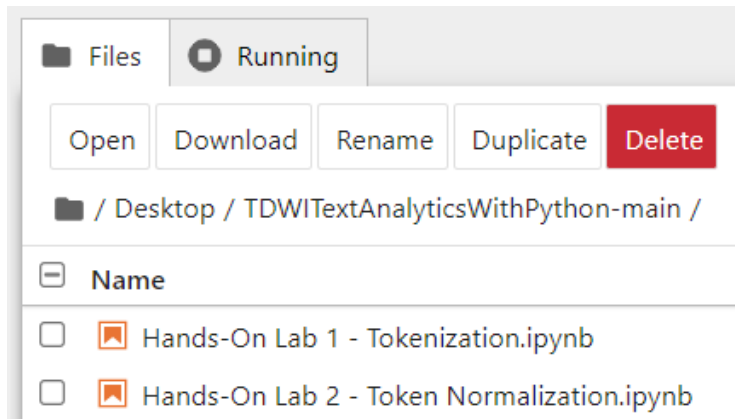 Files Running
Open Download Rename Duplicate Delete
/ Desktop / TDWITextAnalyticsWithPython-main /
Name
Hands-On Lab 1 - Tokenization.ipynb
Hands-On Lab 2 - Token Normalization.ipynb